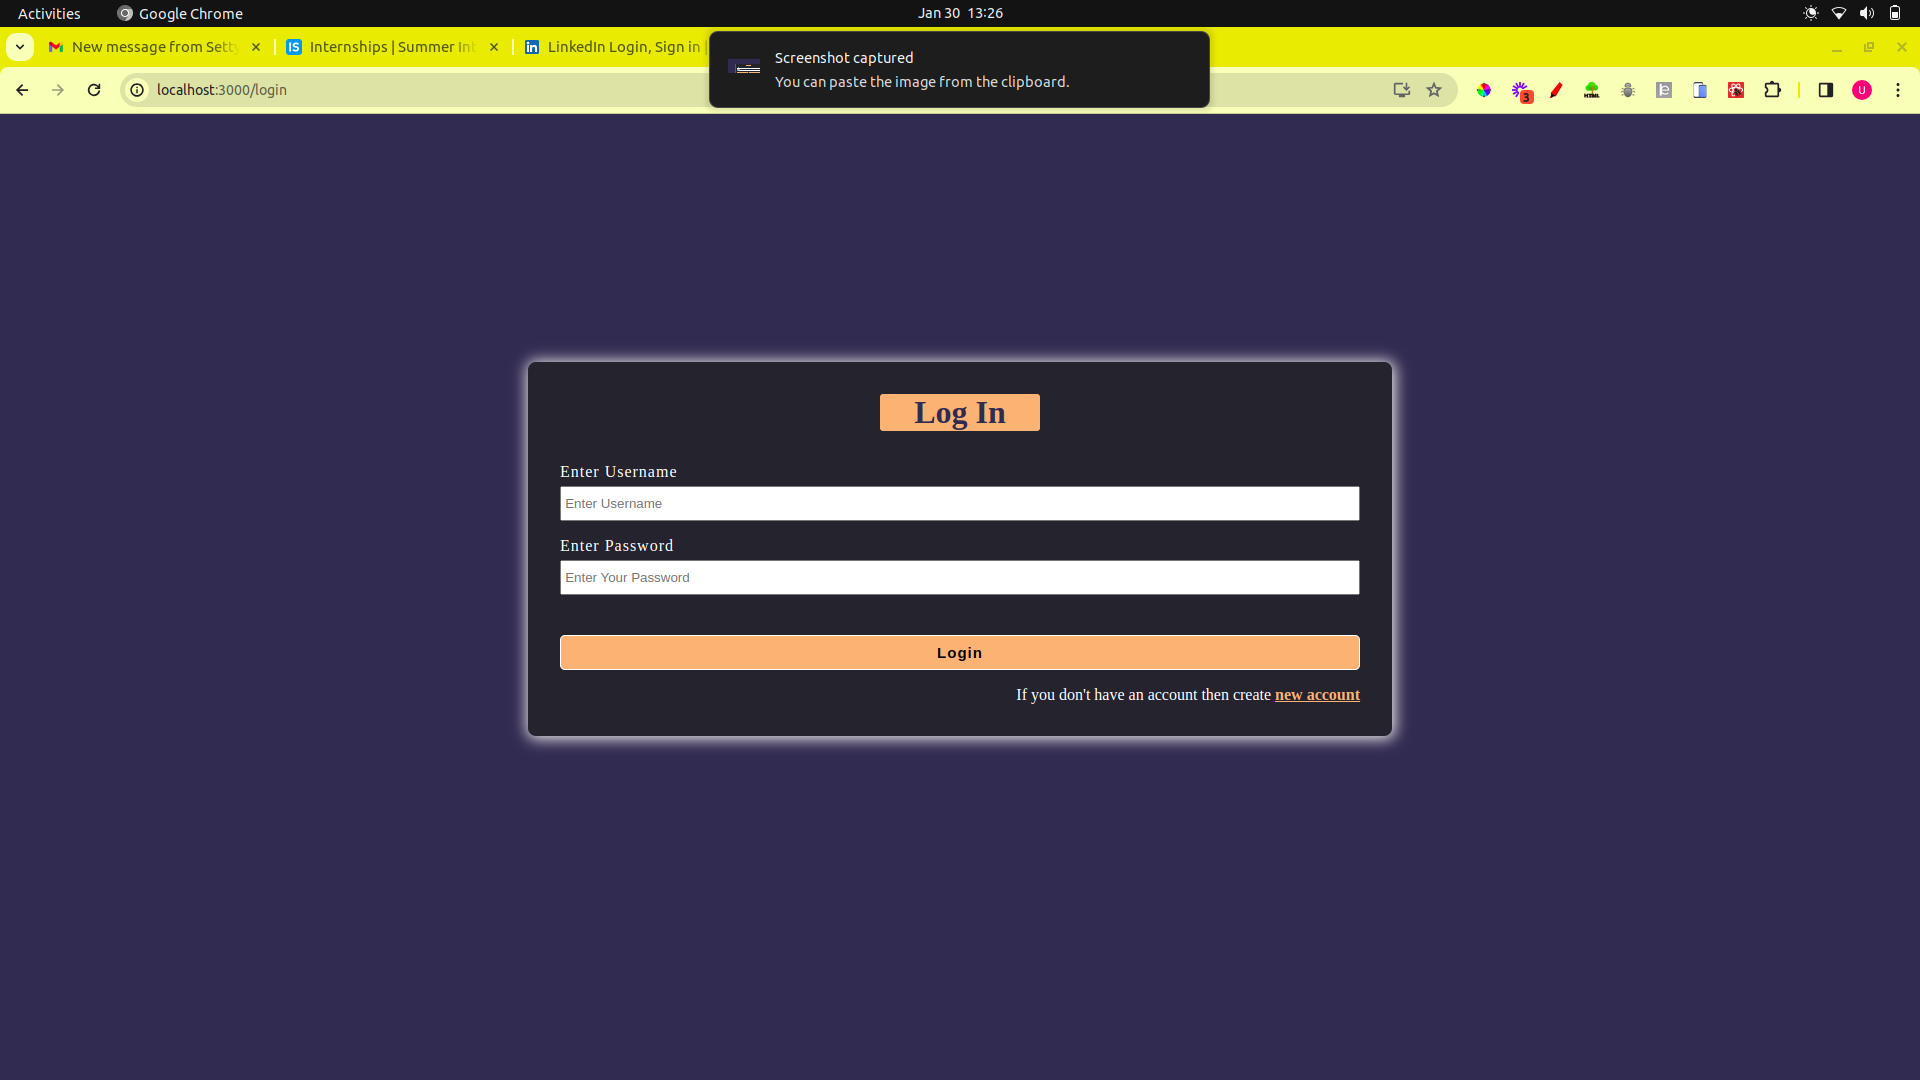 Activities
Google Chrome
Jan 30 13:26
New message from Setty
Internships | Summer Int
LinkedIn Login, Sign in |
Screenshot captured
You can paste the image from the clipboard.
localhost:3000/login
3
HTML
U
Log In
Enter Username
Enter Username
Enter Password
Enter Your Password
Login
If you don't have an account then create new account